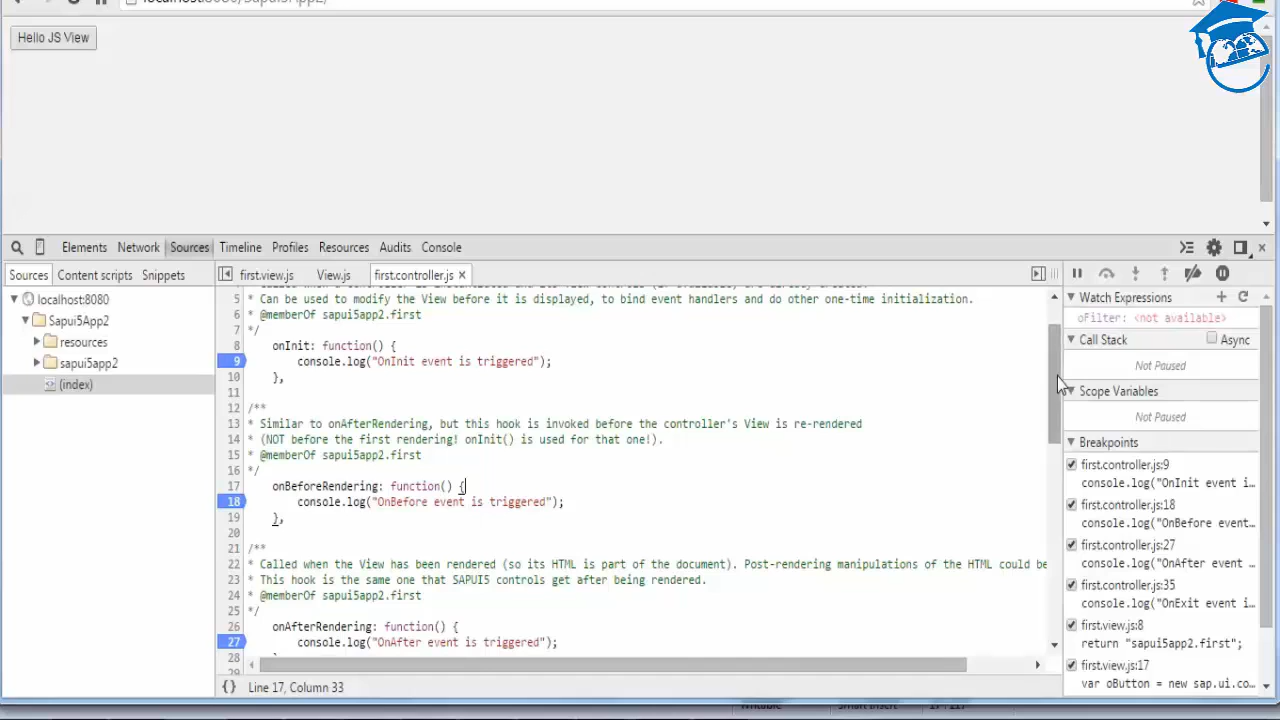 localhost:8080/Sapui5App2/
Hello JS View
Elements Network Sources Timeline Profiles Resources Audits Console
Sources Content scripts Snippets
first.view.js View.js first.controller.js ×
localhost:8080
Sapui5App2
resources
sapui5app2
(index)
5 * Can be used to modify the View before it is displayed, to bind event handlers and do other one-time initialization.
6 * @memberOf sapui5app2.first
7 */
8 onInit: function() {
9 console.log("OnInit event is triggered");
10 },
11
12 /**
13 * Similar to onAfterRendering, but this hook is invoked before the controller's View is re-rendered
14 * (NOT before the first rendering! onInit() is used for that one!).
15 * @memberOf sapui5app2.first
16 */
17 onBeforeRendering: function() {
18 console.log("OnBefore event is triggered");
19 },
20
21 /**
22 * Called when the View has been rendered (so its HTML is part of the document). Post-rendering manipulations of the HTML could be
23 * This hook is the same one that SAPUI5 controls get after being rendered.
24 * @memberOf sapui5app2.first
25 */
26 onAfterRendering: function() {
27 console.log("OnAfter event is triggered");
28
29
{} Line 17, Column 33
Watch Expressions
oFilter: <not available>
Call Stack Async
Not Paused
Scope Variables
Not Paused
Breakpoints
first.controller.js:9
console.log("OnInit event i…
first.controller.js:18
console.log("OnBefore event…
first.controller.js:27
console.log("OnAfter event …
first.controller.js:35
console.log("OnExit event i…
first.view.js:8
return "sapui5app2.first";
first.view.js:17
var oButton = new sap.ui.co…